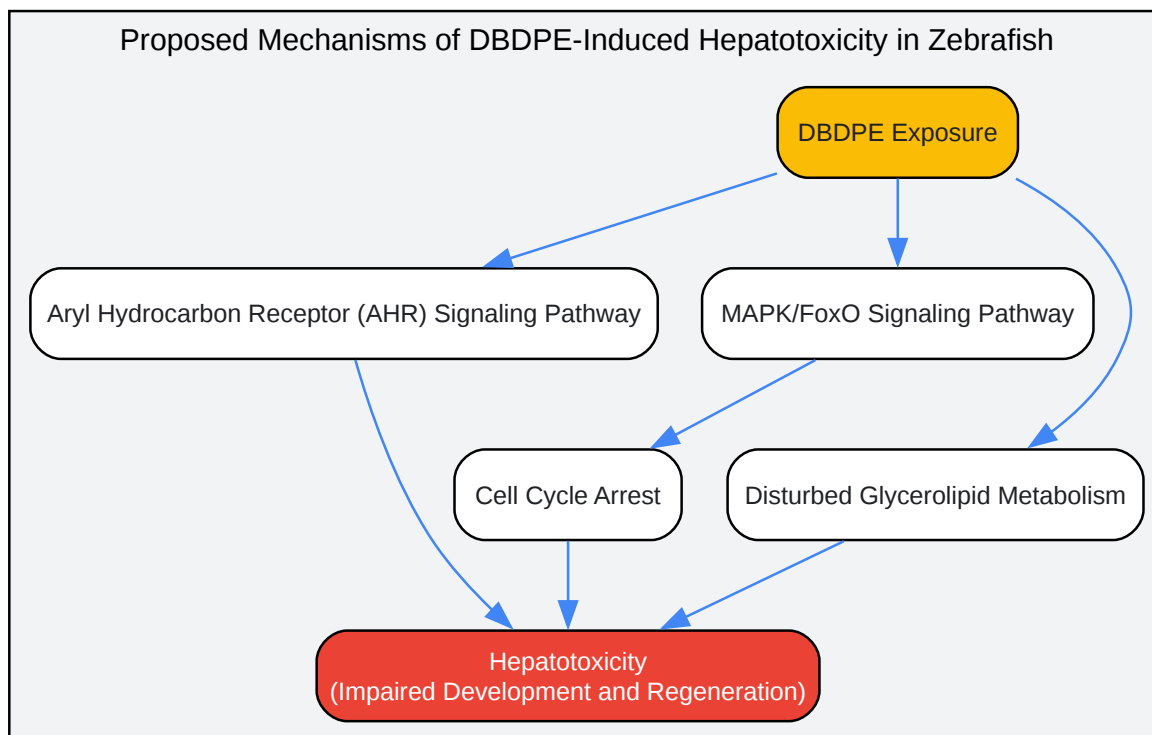 Proposed Mechanisms of DBDPE-Induced Hepatotoxicity in Zebrafish
DBDPE Exposure
Aryl Hydrocarbon Receptor (AHR) Signaling Pathway
MAPK/FoxO Signaling Pathway
Cell Cycle Arrest
Disturbed Glycerolipid Metabolism
Hepatotoxicity
(Impaired Development and Regeneration)